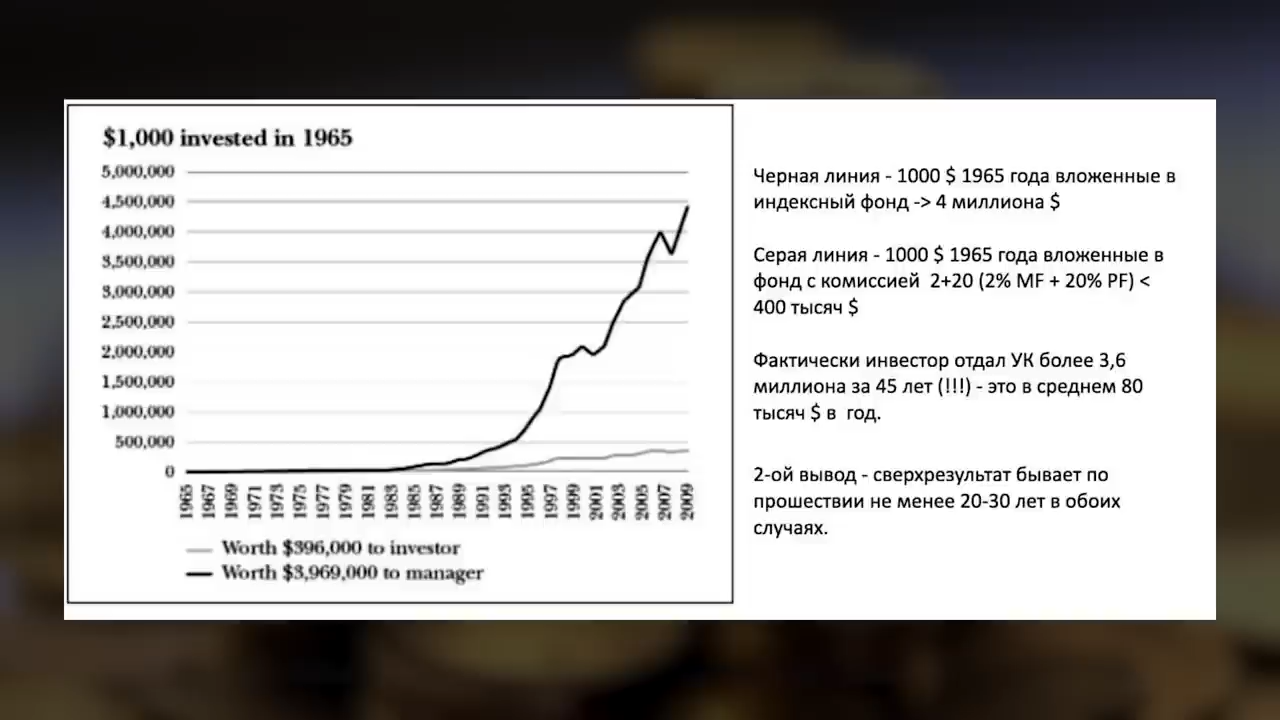 $1,000 invested in 1965
5,000,000
4,500,000
4,000,000
3,500,000
3,000,000
2,500,000
2,000,000
1,500,000
1,000,000
500,000
0
1965 1967 1969 1971 1973 1975 1977 1979 1981 1983 1985 1987 1989 1991 1993 1995 1997 1999 2001 2003 2005 2007 2009
Worth $396,000 to investor
Worth $3,969,000 to manager
Черная линия - 1000 $ 1965 года вложенные в
индексный фонд -> 4 миллиона $
Серая линия - 1000 $ 1965 года вложенные в
фонд с комиссией 2+20 (2% MF + 20% PF) <
400 тысяч $
Фактически инвестор отдал УК более 3,6
миллиона за 45 лет (!!!) - это в среднем 80
тысяч $ в год.
2-ой вывод - сверхрезультат бывает по
прошествии не менее 20-30 лет в обоих
случаях.